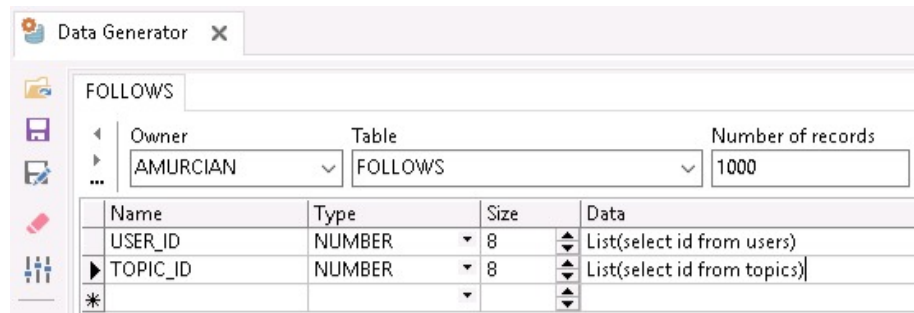 Data Generator
FOLLOWS
Owner Table Number of records
AMURCIAN FOLLOWS 1000
Name Type Size Data
USER_ID NUMBER 8 List(select id from users)
TOPIC_ID NUMBER 8 List(select id from topics)